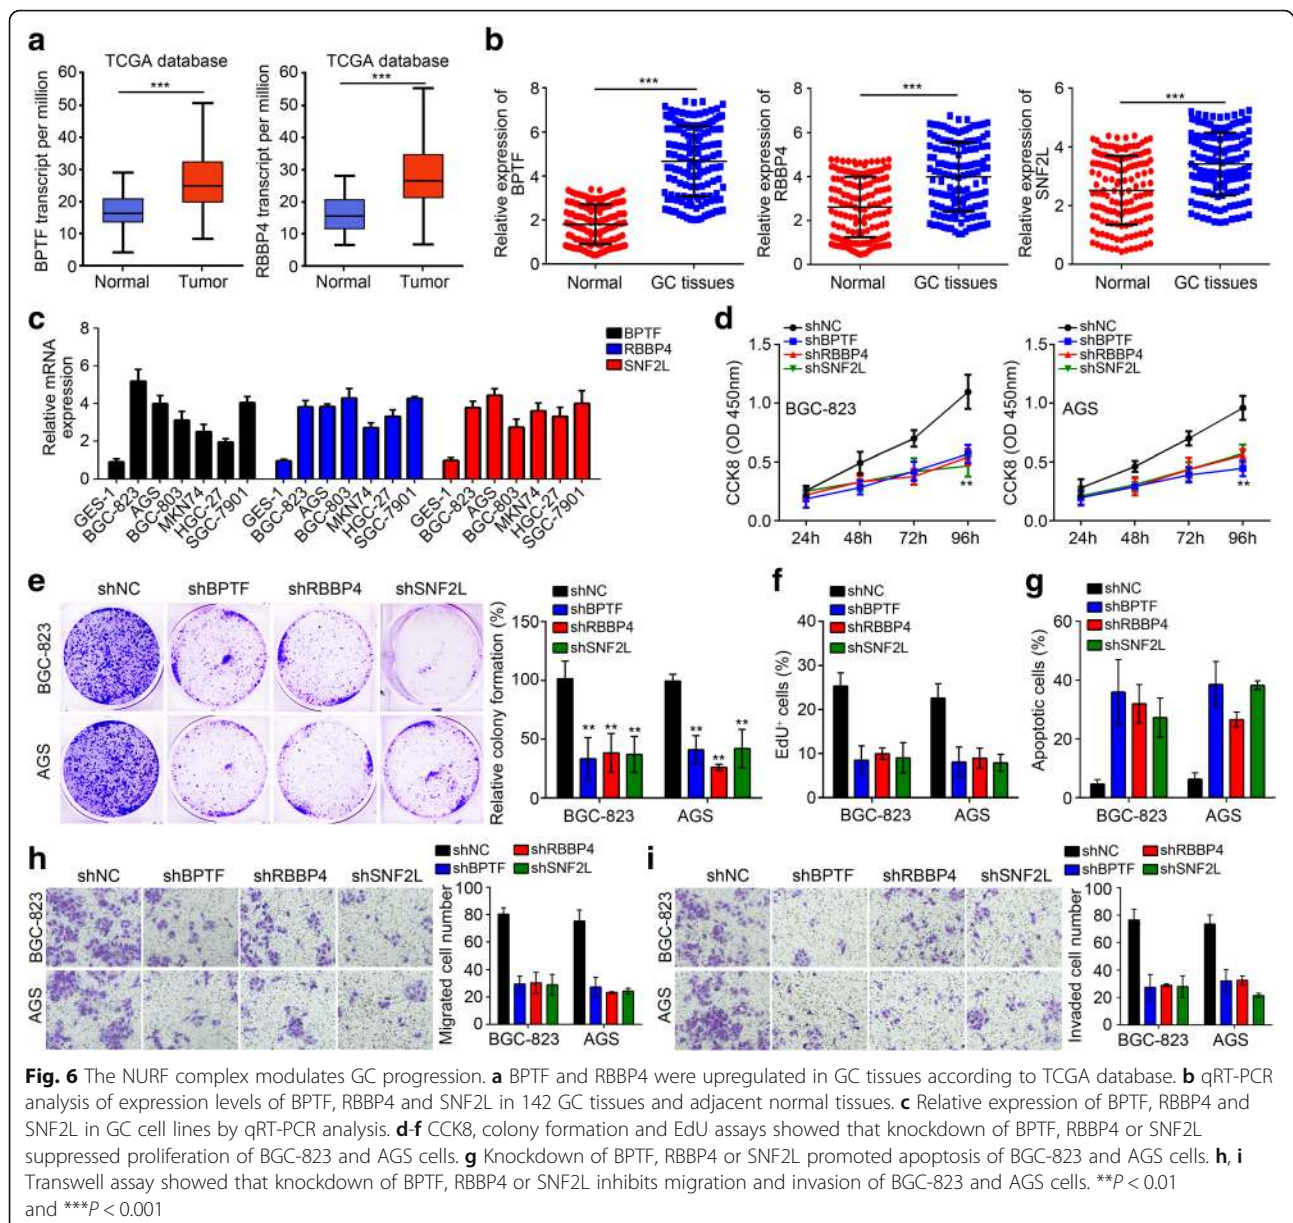 a
TCGA database
***
BPTF transcript per million
60
50
40
30
20
10
0
Normal
Tumor
TCGA database
***
RBBP4 transcript per million
60
50
40
30
20
10
0
Normal
Tumor
b
***
Relative expression of
BPTF
8
6
4
2
0
Normal
GC tissues
***
Relative expression of
RBBP4
8
6
4
2
0
Normal
GC tissues
***
Relative expression of
SNF2L
6
4
2
0
Normal
GC tissues
c
Relative mRNA
expression
8
6
4
2
0
BPTF
RBBP4
SNF2L
GES-1
BGC-823
AGS
BGC-803
MKN74
HGC-27
SGC-7901
GES-1
BGC-823
AGS
BGC-803
MKN74
HGC-27
SGC-7901
GES-1
BGC-823
AGS
BGC-803
MKN74
HGC-27
SGC-7901
d
shNC
shBPTF
shRBBP4
shSNF2L
CCK8 (OD 450nm)
1.5
1.0
0.5
0.0
BGC-823
**
24h
48h
72h
96h
shNC
shBPTF
shRBBP4
shSNF2L
CCK8 (OD 450nm)
1.5
1.0
0.5
0.0
AGS
**
24h
48h
72h
96h
e
shNC
shBPTF
shRBBP4
shSNF2L
BGC-823
AGS
shNC
shBPTF
shRBBP4
shSNF2L
Relative colony formation (%)
150
100
50
0
** ** **
** ** **
BGC-823
AGS
f
shNC
shBPTF
shRBBP4
shSNF2L
EdU⁺ cells (%)
40
30
20
10
0
BGC-823
AGS
g
shNC
shBPTF
shRBBP4
shSNF2L
Apoptotic cells (%)
60
40
20
0
BGC-823
AGS
h
shNC
shBPTF
shRBBP4
shSNF2L
BGC-823
AGS
shNC
shRBBP4
shBPTF
shSNF2L
Migrated cell number
100
80
60
40
20
0
BGC-823
AGS
i
shNC
shBPTF
shRBBP4
shSNF2L
BGC-823
AGS
shNC
shRBBP4
shBPTF
shSNF2L
Invaded cell number
100
80
60
40
20
0
BGC-823
AGS
Fig. 6 The NURF complex modulates GC progression. a BPTF and RBBP4 were upregulated in GC tissues according to TCGA database. b qRT-PCR
analysis of expression levels of BPTF, RBBP4 and SNF2L in 142 GC tissues and adjacent normal tissues. c Relative expression of BPTF, RBBP4 and
SNF2L in GC cell lines by qRT-PCR analysis. d-f CCK8, colony formation and EdU assays showed that knockdown of BPTF, RBBP4 or SNF2L
suppressed proliferation of BGC-823 and AGS cells. g Knockdown of BPTF, RBBP4 or SNF2L promoted apoptosis of BGC-823 and AGS cells. h, i
Transwell assay showed that knockdown of BPTF, RBBP4 or SNF2L inhibits migration and invasion of BGC-823 and AGS cells. **P < 0.01
and ***P < 0.001